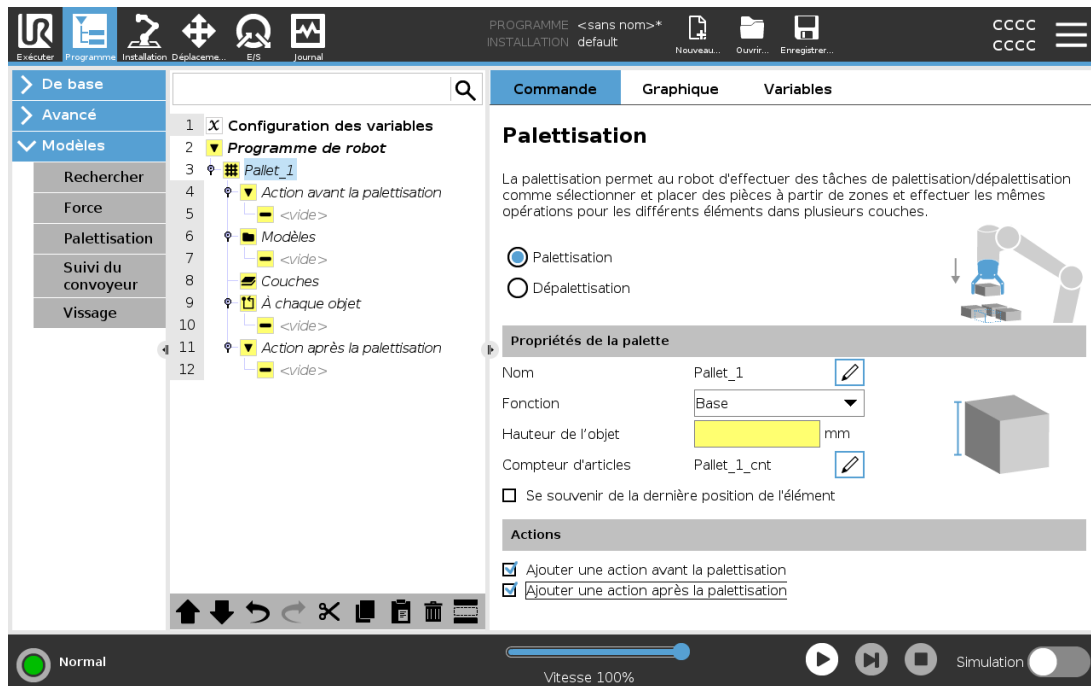 PROGRAMME <sans nom>*
INSTALLATION default
CCCC
CCCC
Exécuter
Programme
Installation
Déplaceme...
E/S
Journal
Nouveau...
Ouvrir...
Enregistrer...
De base
Avancé
Modèles
Rechercher
Force
Palettisation
Suivi du
convoyeur
Vissage
1 X Configuration des variables
2 Programme de robot
3 Pallet_1
4 Action avant la palettisation
5 <vide>
6 Modèles
7 <vide>
8 Couches
9 À chaque objet
10 <vide>
11 Action après la palettisation
12 <vide>
Commande Graphique Variables
Palettisation
La palettisation permet au robot d'effectuer des tâches de palettisation/dépalettisation
comme sélectionner et placer des pièces à partir de zones et effectuer les mêmes
opérations pour les différents éléments dans plusieurs couches.
Palettisation
Dépalettisation
Propriétés de la palette
Nom Pallet_1
Fonction Base
Hauteur de l'objet mm
Compteur d'articles Pallet_1_cnt
Se souvenir de la dernière position de l'élément
Actions
Ajouter une action avant la palettisation
Ajouter une action après la palettisation
Normal
Vitesse 100%
Simulation